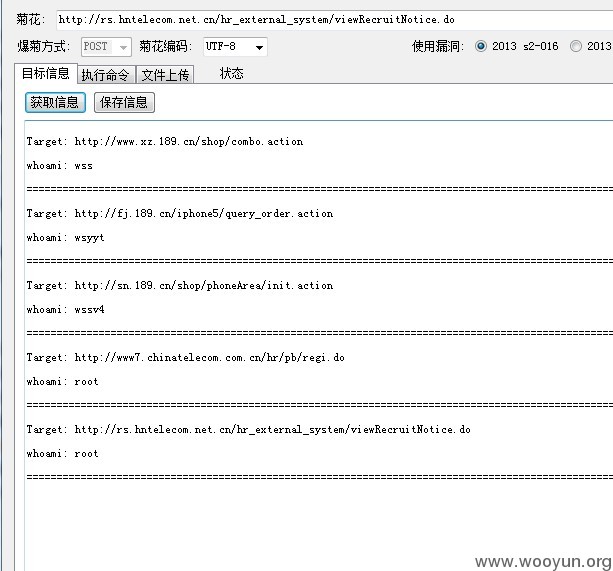 菊花: http://rs.hntelecom.net.cn/hr_external_system/viewRecruitNotice.do
爆菊方式: POST 菊花编码: UTF-8 使用漏洞: 2013 s2-016 2013
目标信息 执行命令 文件上传 状态
获取信息 保存信息
Target: http://www.xz.189.cn/shop/combo.action
whoami: wss
================================================================================
Target: http://fj.189.cn/iphone5/query_order.action
whoami: wsyyt
================================================================================
Target: http://sn.189.cn/shop/phoneArea/init.action
whoami: wssv4
================================================================================
Target: http://www7.chinatelecom.com.cn/hr/pb/regi.do
whoami: root
================================================================================
Target: http://rs.hntelecom.net.cn/hr_external_system/viewRecruitNotice.do
whoami: root
================================================================================
www.wooyun.org